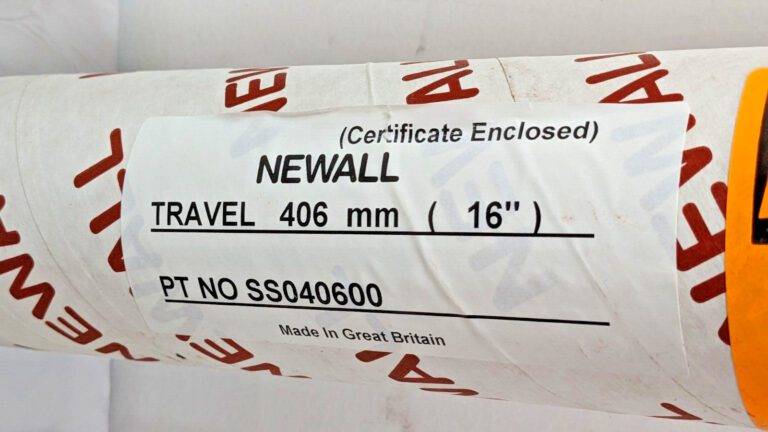 (Certificate Enclosed)
NEWALL
TRAVEL 406 mm ( 16" )
PT NO SS040600
Made In Great Britain